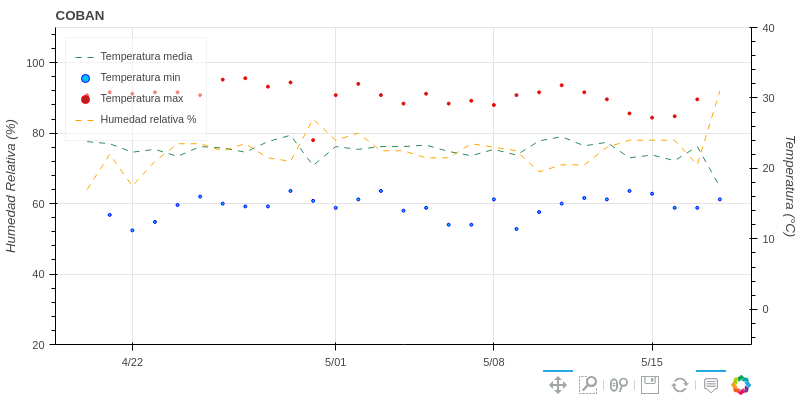 COBAN
Temperatura media
Temperatura min
Temperatura max
Humedad relativa %
Humedad Relativa (%)
100
80
60
40
20
Temperatura (°C)
40
30
20
10
0
4/22
5/01
5/08
5/15